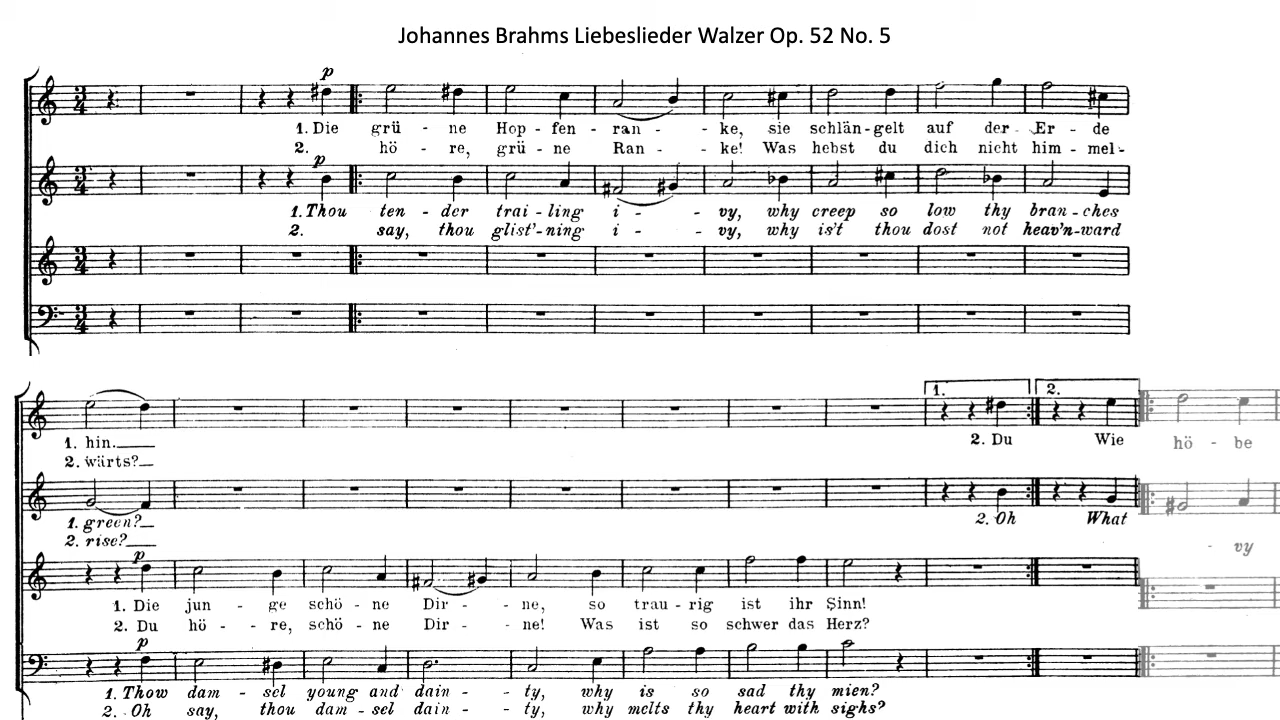 Johannes Brahms Liebeslieder Walzer Op. 52 No. 5
p
1. Die grü - ne Hop - fen - ran - - ke, sie schlän - gelt auf der Er - de
2. hö - re, grü - ne Ran - - ke! Was hebst du dich nicht him - mel -
p
1. Thou ten - der trai - ling i - - vy, why creep so low thy bran - ches
2. say, thou glist'- ning i - - vy, why is't thou dost not heav'n-ward
1. 2.
1. hin. 2. Du Wie hö - be
2. wärts?
1. green? 2. Oh What
2. rise? - vy
p
1. Die jun - ge schö - ne Dir - - ne, so trau - rig ist ihr Sinn!
2. Du hö - re, schö - ne Dir - - ne! Was ist so schwer das Herz?
p
1. Thow dam - sel young and dain - - ty, why is so sad thy mien?
2. Oh say, thou dam - sel dain - - ty, why melts thy heart with sighs?